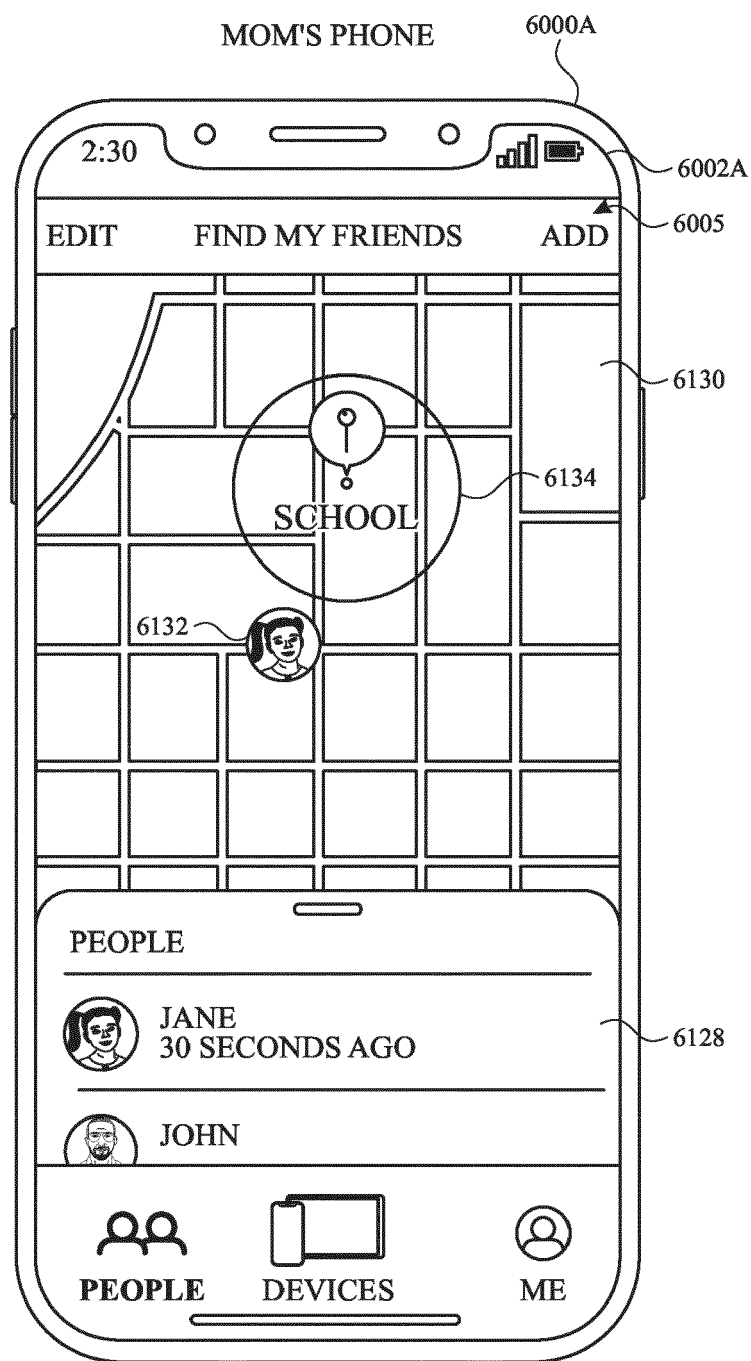 MOM'S PHONE
6000A
2:30
6002A
6005
EDIT FIND MY FRIENDS ADD
6130
6134
SCHOOL
6132
PEOPLE
JANE
30 SECONDS AGO
6128
JOHN
PEOPLE DEVICES ME